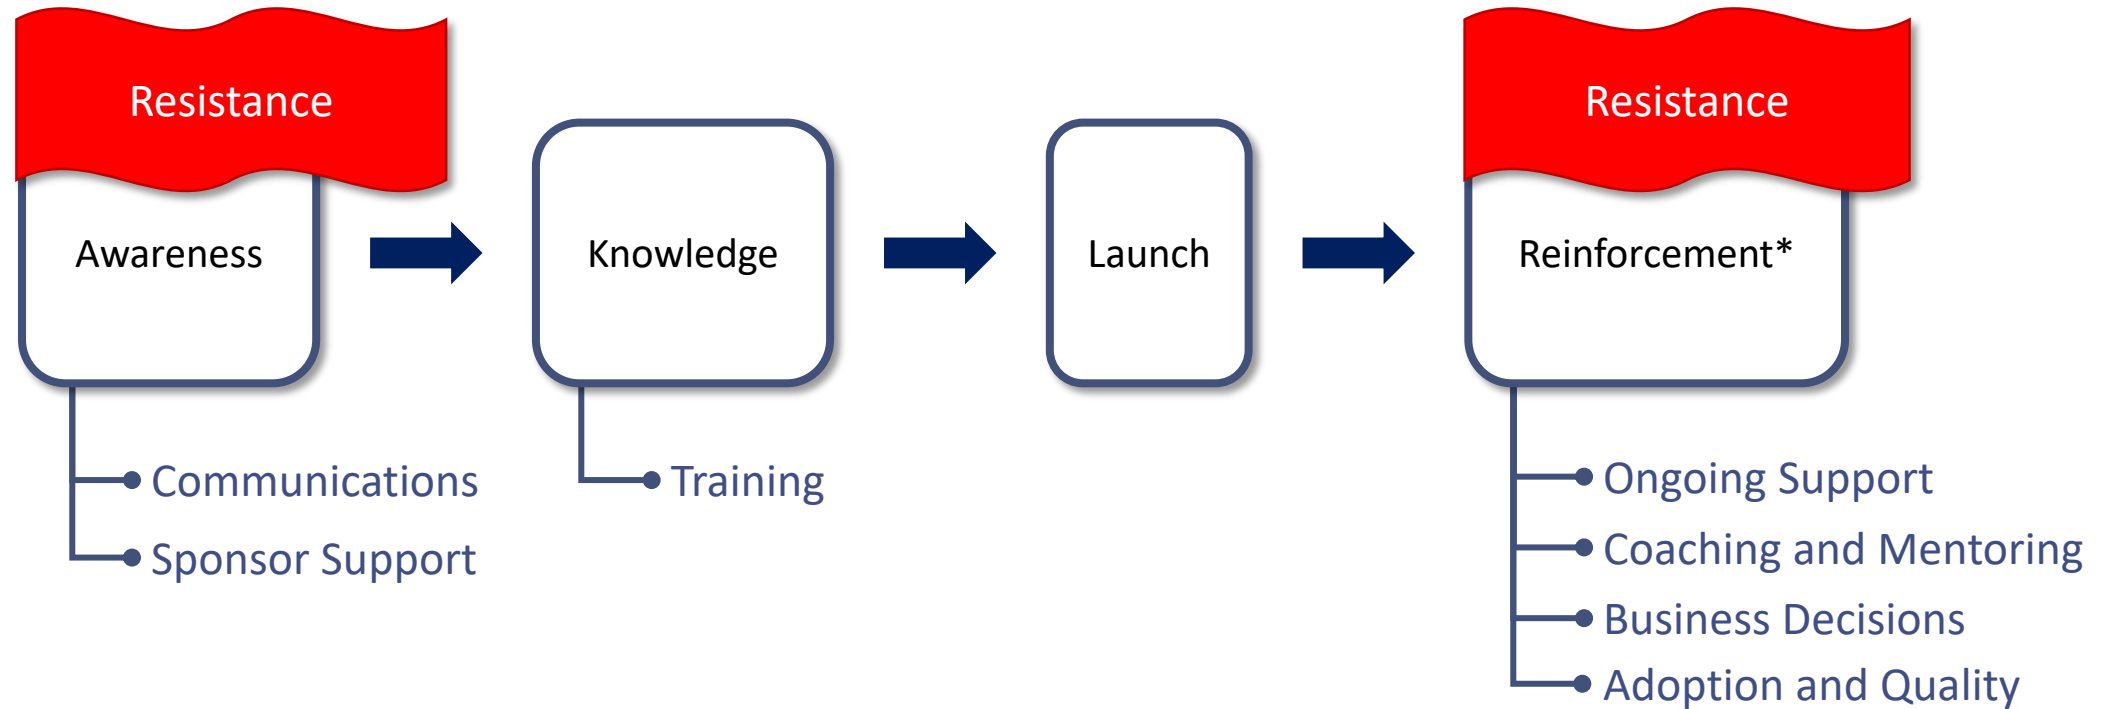 Resistance
Resistance
Awareness
Knowledge
Launch
Reinforcement*
Communications
Sponsor Support
Training
Ongoing Support
Coaching and Mentoring
Business Decisions
Adoption and Quality